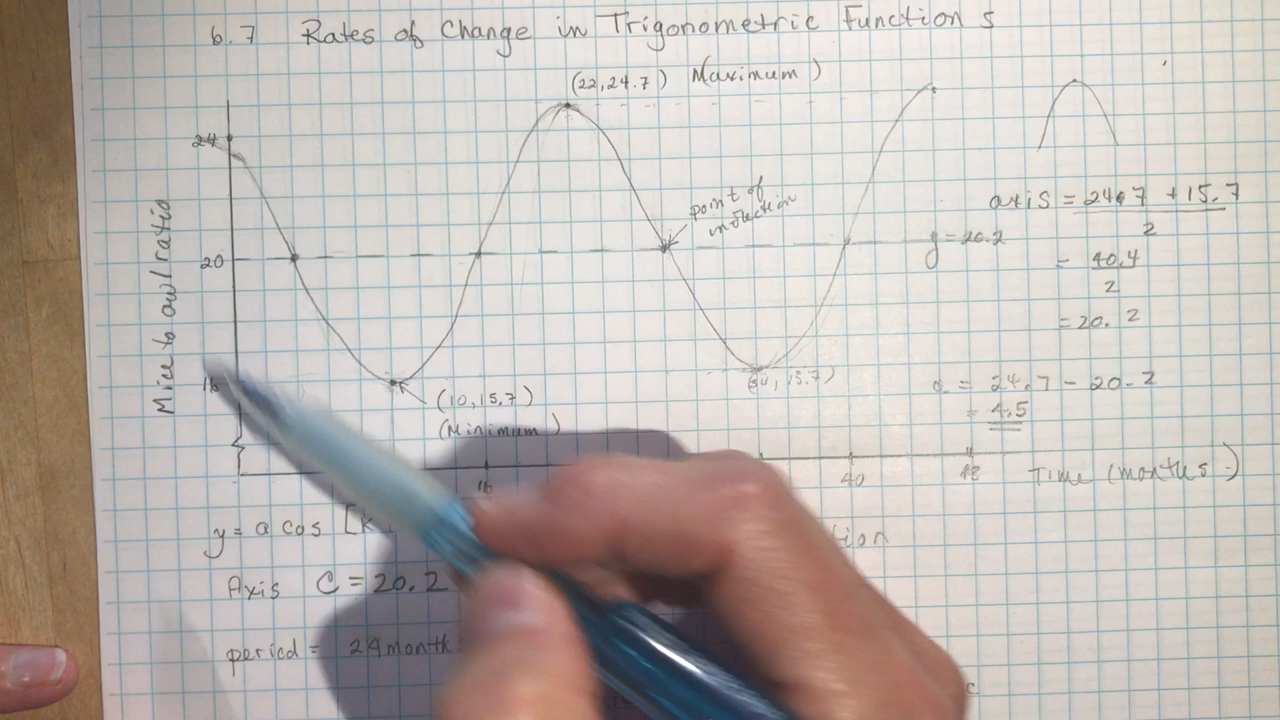 6.7 Rates of Change in Trigonometric Functions
(22, 24.7) Maximum)
24
point of
axis = 24.7 + 15.7
2
y = 20.2
20
= 40.4
2
= 20.2
Mice to owl ratio
16
(34, 15.7)
a = 24.7 - 20.2
= 4.5
(10, 15.7)
(Minimum)
16
40
48
Time (months)
y = a cos [k
Axis C = 20.2
period = 24 month